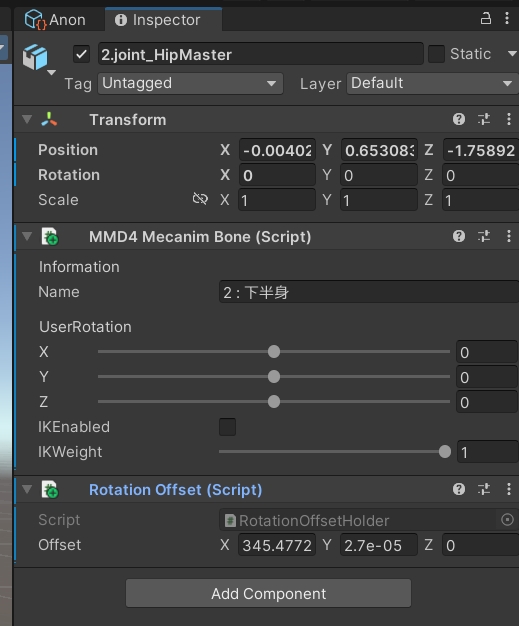 Anon Inspector
2.joint_HipMaster Static
Tag Untagged Layer Default
Transform
Position X -0.00402 Y 0.653083 Z -1.75892
Rotation X 0 Y 0 Z 0
Scale X 1 Y 1 Z 1
MMD4 Mecanim Bone (Script)
Information
Name 2 : 下半身
UserRotation
X 0
Y 0
Z 0
IKEnabled
IKWeight 1
Rotation Offset (Script)
Script RotationOffsetHolder
Offset X 345.4772 Y 2.7e-05 Z 0
Add Component